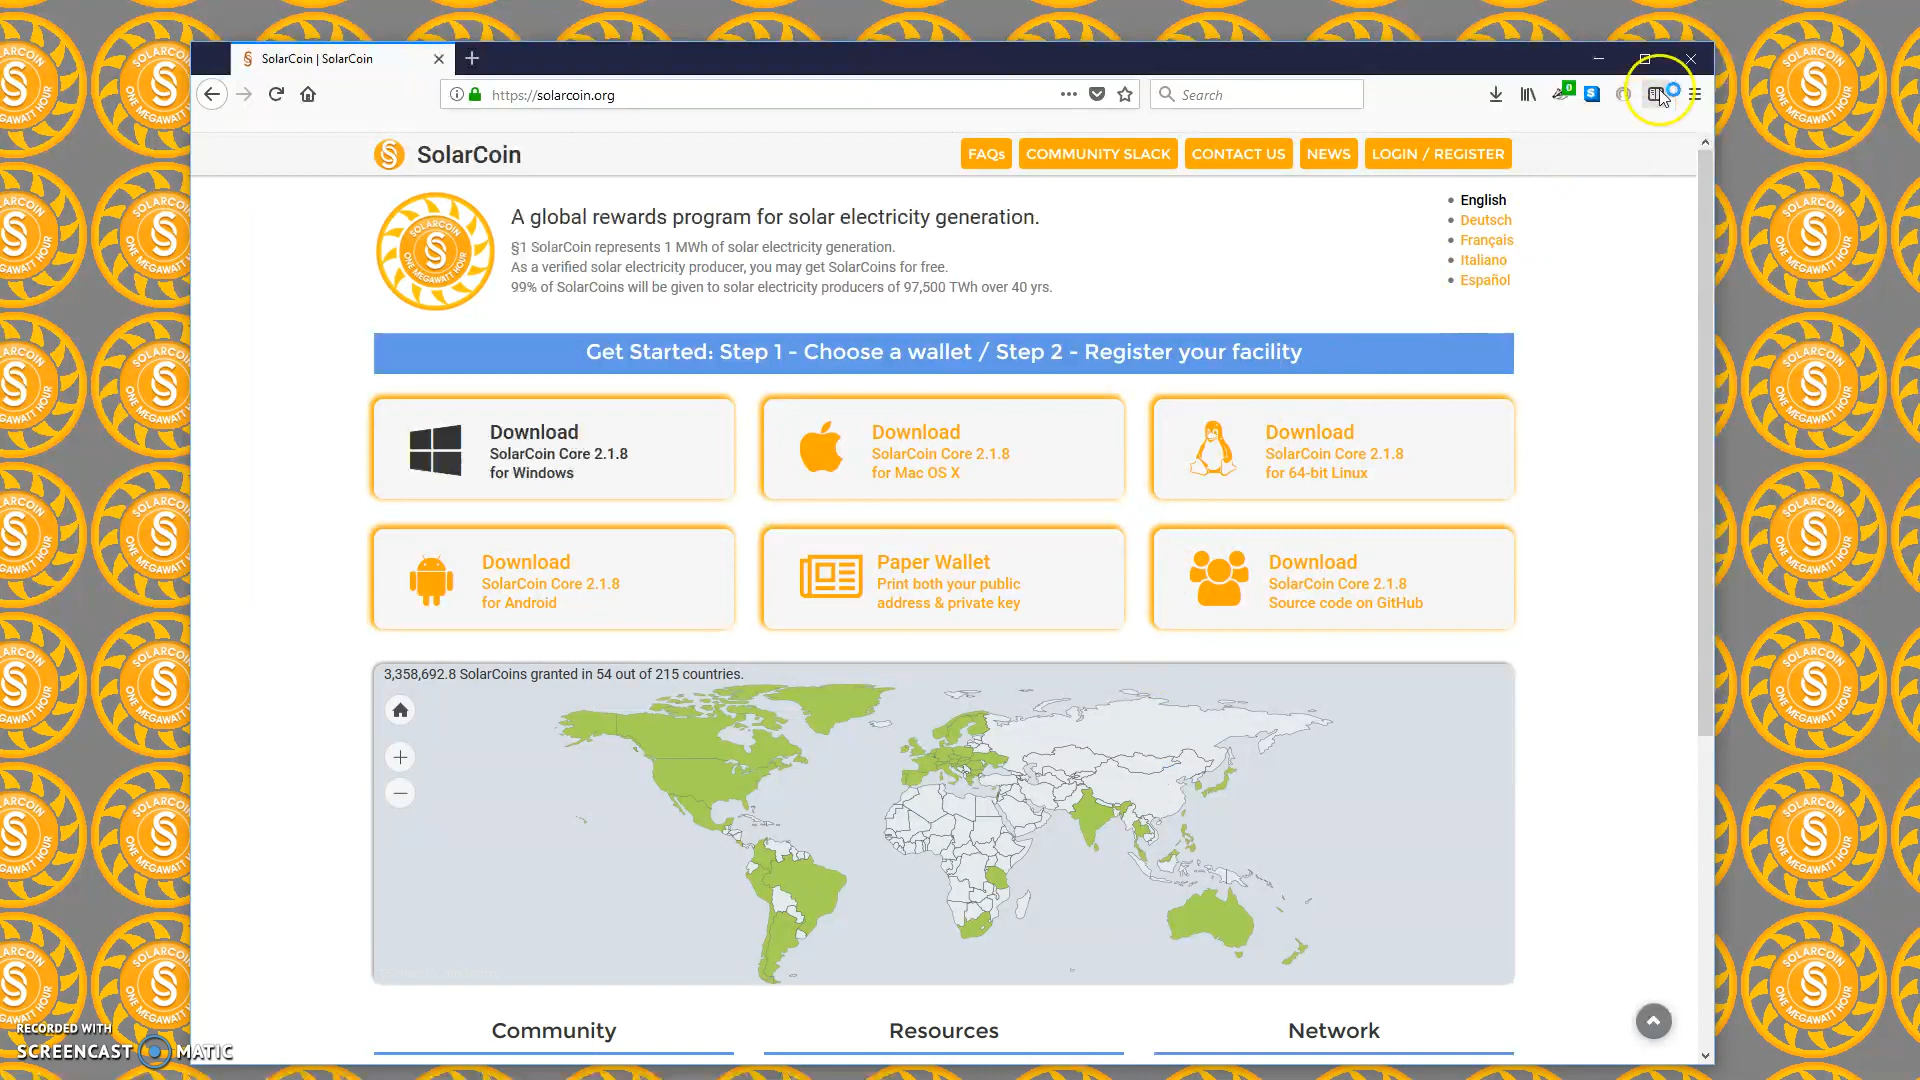 SolarCoin | SolarCoin
https://solarcoin.org
Search
0
S
SolarCoin
FAQs
COMMUNITY SLACK
CONTACT US
NEWS
LOGIN / REGISTER
SOLARCOIN
ONE MEGAWATT HOUR
A global rewards program for solar electricity generation.
§1 SolarCoin represents 1 MWh of solar electricity generation.
As a verified solar electricity producer, you may get SolarCoins for free.
99% of SolarCoins will be given to solar electricity producers of 97,500 TWh over 40 yrs.
English
Deutsch
Français
Italiano
Español
Get Started: Step 1 - Choose a wallet / Step 2 - Register your facility
Download
SolarCoin Core 2.1.8
for Windows
Download
SolarCoin Core 2.1.8
for Mac OS X
Download
SolarCoin Core 2.1.8
for 64-bit Linux
Download
SolarCoin Core 2.1.8
for Android
Paper Wallet
Print both your public
address & private key
Download
SolarCoin Core 2.1.8
Source code on GitHub
3,358,692.8 SolarCoins granted in 54 out of 215 countries.
Community
Resources
Network
RECORDED WITH
SCREENCAST MATIC